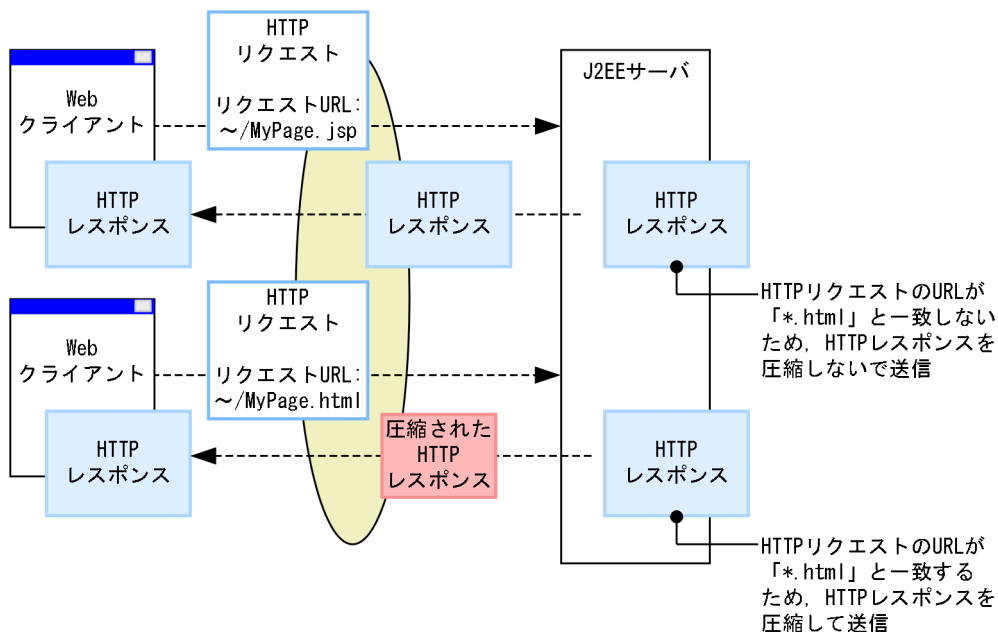 HTTP
リクエスト
リクエストURL:
～/MyPage.jsp
Web
クライアント
J2EEサーバ
HTTP
レスポンス
HTTP
レスポンス
HTTP
レスポンス
HTTPリクエストのURLが
「*.html」と一致しない
ため，HTTPレスポンスを
圧縮しないで送信
HTTP
リクエスト
リクエストURL:
～/MyPage.html
Web
クライアント
HTTP
レスポンス
圧縮された
HTTP
レスポンス
HTTP
レスポンス
HTTPリクエストのURLが
「*.html」と一致する
ため，HTTPレスポンスを
圧縮して送信